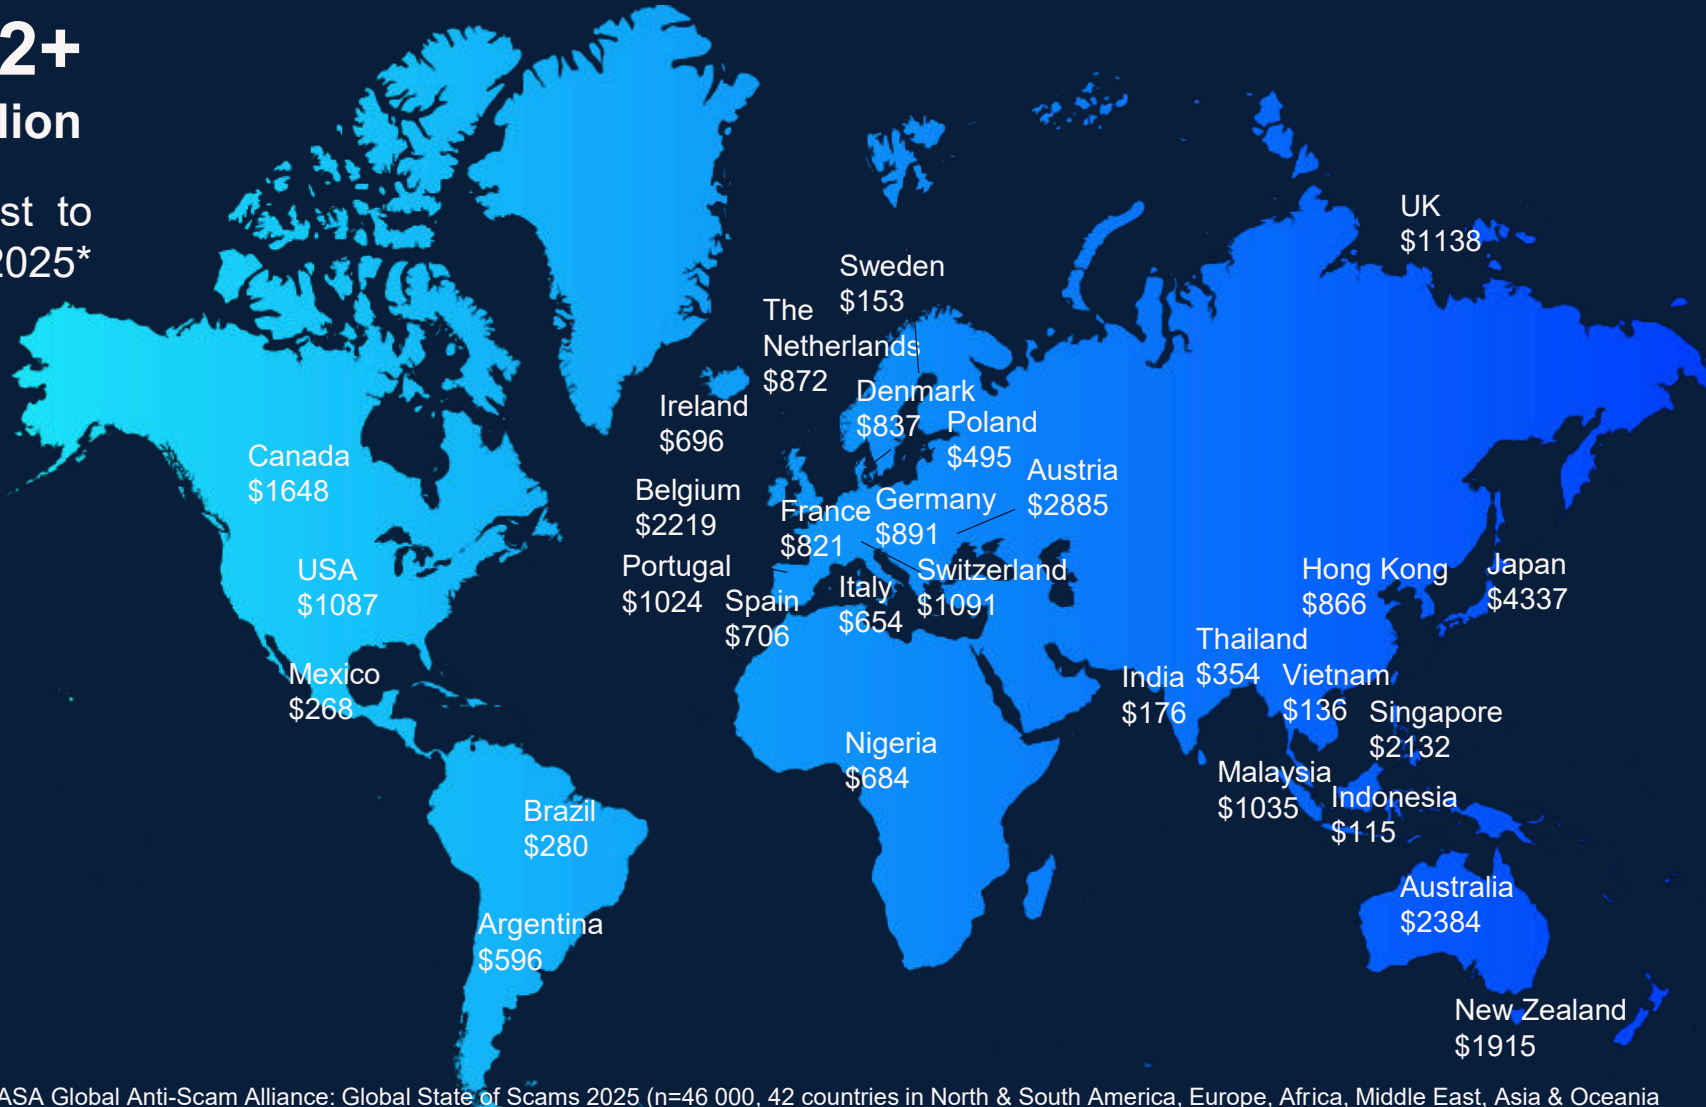 2+
lion
st to
2025*
UK
$1138
Sweden
$153
The
Netherlands
$872
Denmark
$837
Ireland
$696
Poland
$495
Canada
$1648
Austria
$2885
Belgium
$2219
Germany
$891
France
$821
USA
$1087
Portugal
$1024
Switzerland
$1091
Hong Kong
$866
Japan
$4337
Italy
$654
Spain
$706
Thailand
$354
Mexico
$268
India
$176
Vietnam
$136
Singapore
$2132
Nigeria
$684
Malaysia
$1035
Indonesia
$115
Brazil
$280
Australia
$2384
Argentina
$596
New Zealand
$1915
ASA Global Anti-Scam Alliance: Global State of Scams 2025 (n=46 000, 42 countries in North & South America, Europe, Africa, Middle East, Asia & Oceania